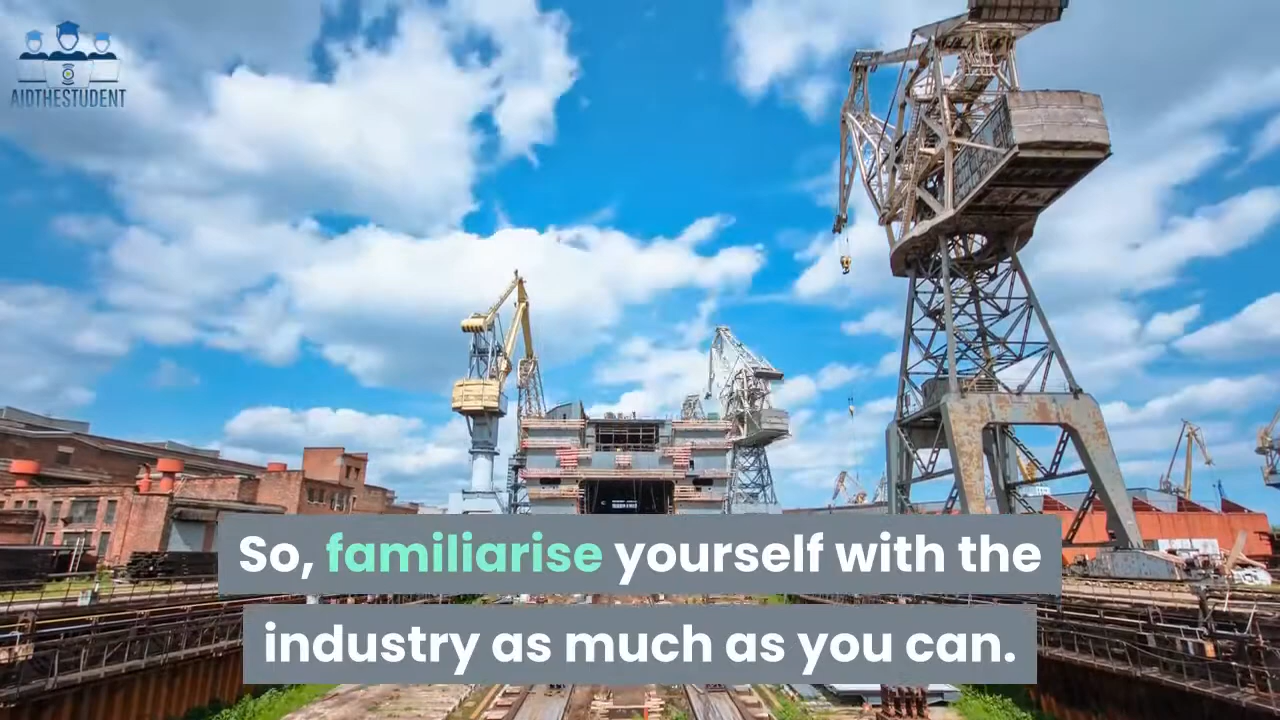 AIDTHESTUDENT
So, familiarise yourself with the
industry as much as you can.